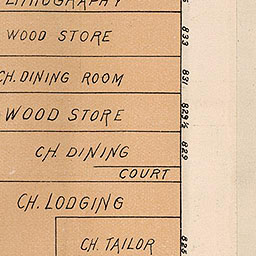 LITHOGRAPHY
WOOD STORE
833
CH. DINING ROOM
831
WOOD STORE
829½
CH. DINING
829
COURT
CH. LODGING
CH. TAILOR
825